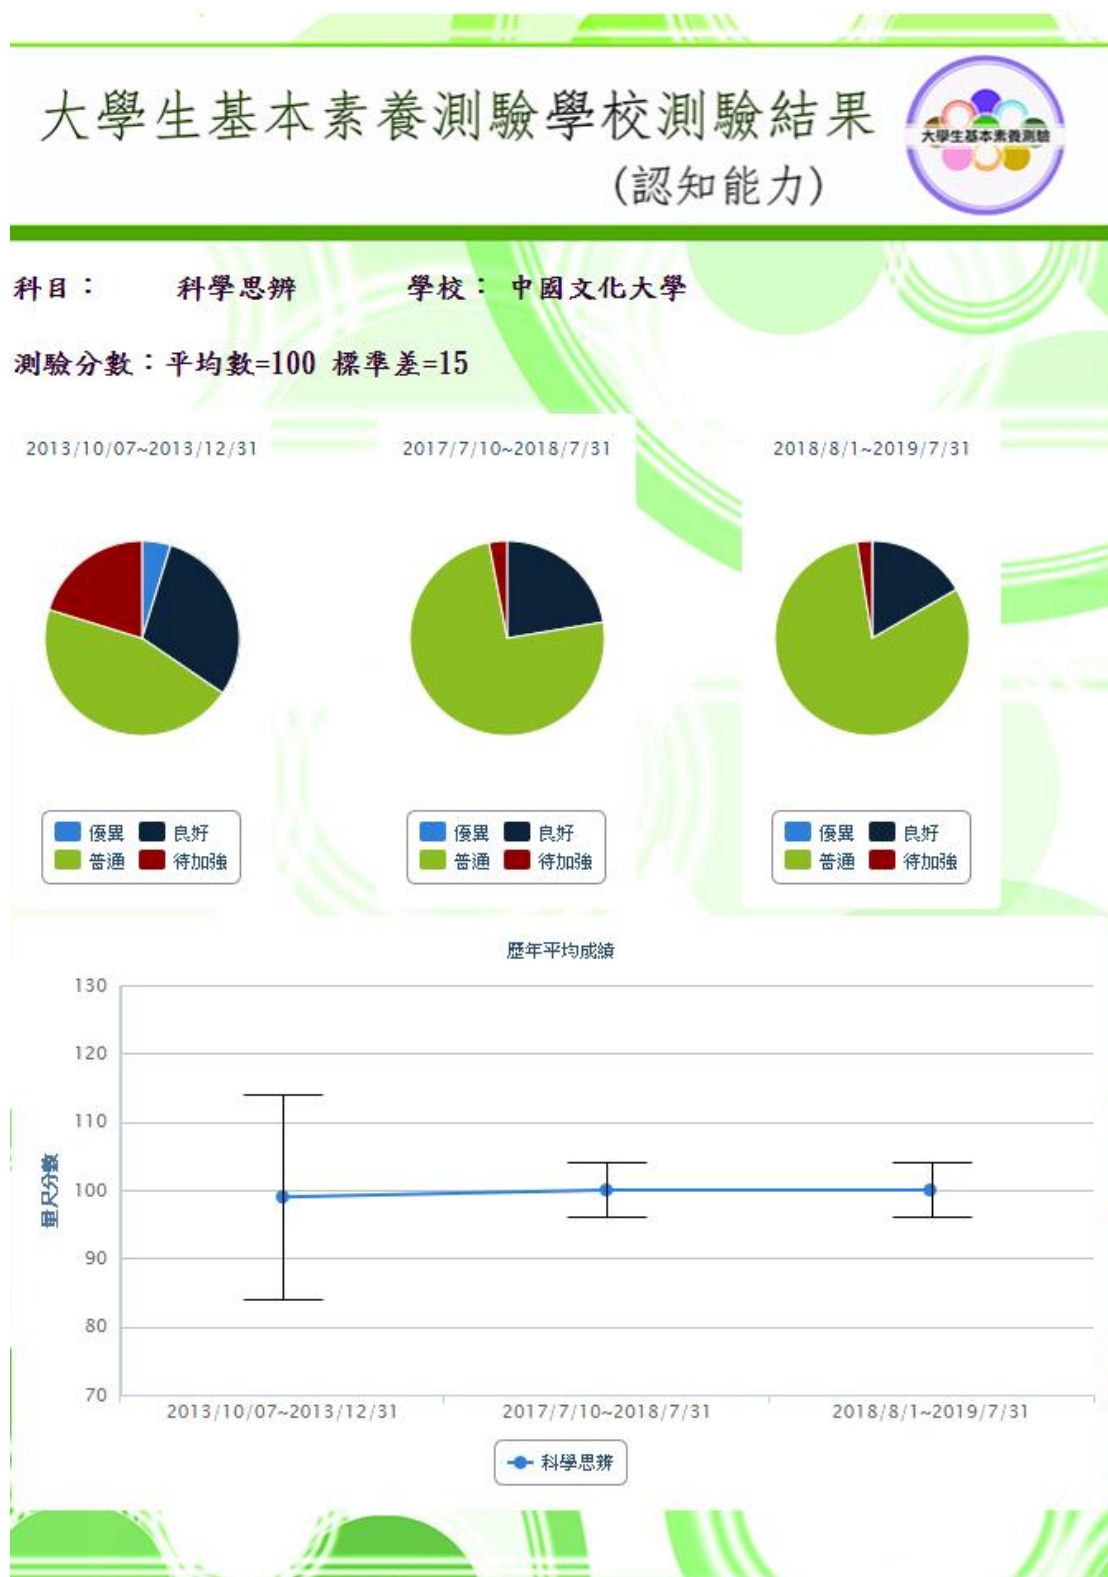 大學生基本素養測驗學校測驗結果
(認知能力)
大學生基本素養測驗
科目： 科學思辨 學校： 中國文化大學
測驗分數：平均數=100 標準差=15
2013/10/07~2013/12/31 2017/7/10~2018/7/31 2018/8/1~2019/7/31
優異 良好 優異 良好 優異 良好
普通 待加強 普通 待加強 普通 待加強
歷年平均成績
130
120
110
100
90
80
70
量尺分數
2013/10/07~2013/12/31 2017/7/10~2018/7/31 2018/8/1~2019/7/31
科學思辨